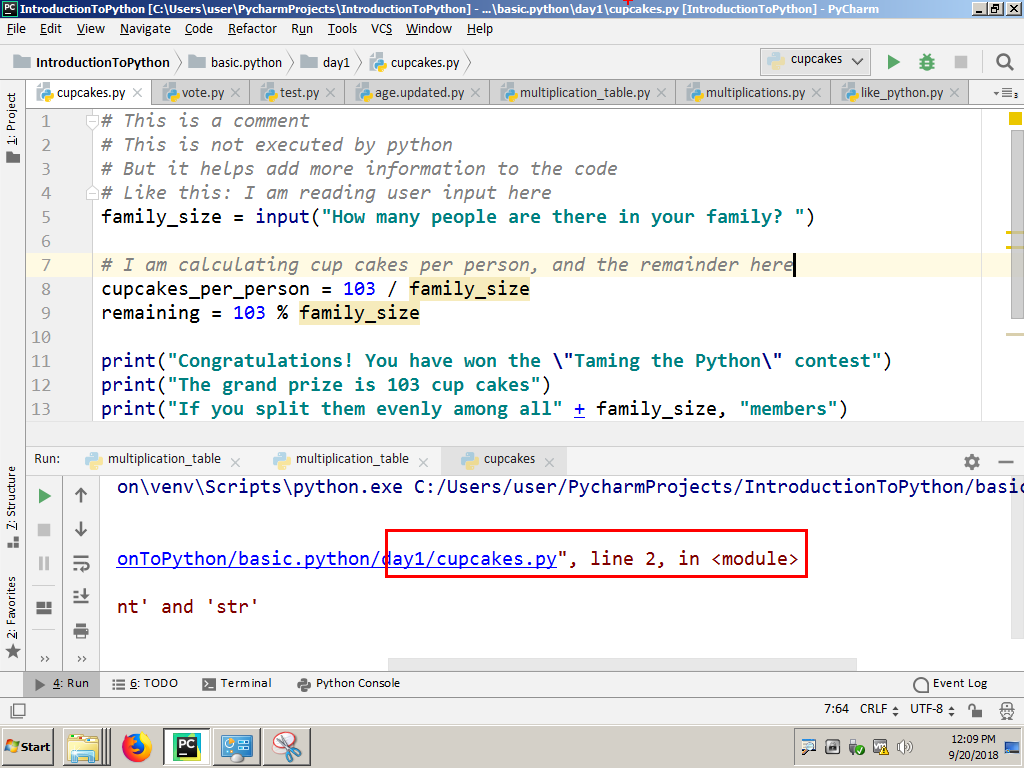 IntroductionToPython [C:\Users\user\PycharmProjects\IntroductionToPython] - ...\basic.python\day1\cupcakes.py [IntroductionToPython] - PyCharm
File Edit View Navigate Code Refactor Run Tools VCS Window Help
IntroductionToPython basic.python day1 cupcakes.py cupcakes
cupcakes.py vote.py test.py age.updated.py multiplication_table.py multiplications.py like_python.py
1: Project
1 # This is a comment
2 # This is not executed by python
3 # But it helps add more information to the code
4 # Like this: I am reading user input here
5 family_size = input("How many people are there in your family? ")
6
7 # I am calculating cup cakes per person, and the remainder here
8 cupcakes_per_person = 103 / family_size
9 remaining = 103 % family_size
10
11 print("Congratulations! You have won the \"Taming the Python\" contest")
12 print("The grand prize is 103 cup cakes")
13 print("If you split them evenly among all" + family_size, "members")
Run: multiplication_table multiplication_table cupcakes
Z: Structure
2: Favorites
on\venv\Scripts\python.exe C:/Users/user/PycharmProjects/IntroductionToPython/basic
onToPython/basic.python/day1/cupcakes.py", line 2, in <module>
nt' and 'str'
4: Run 6: TODO Terminal Python Console Event Log
7:64 CRLF UTF-8
Start
12:09 PM
9/20/2018